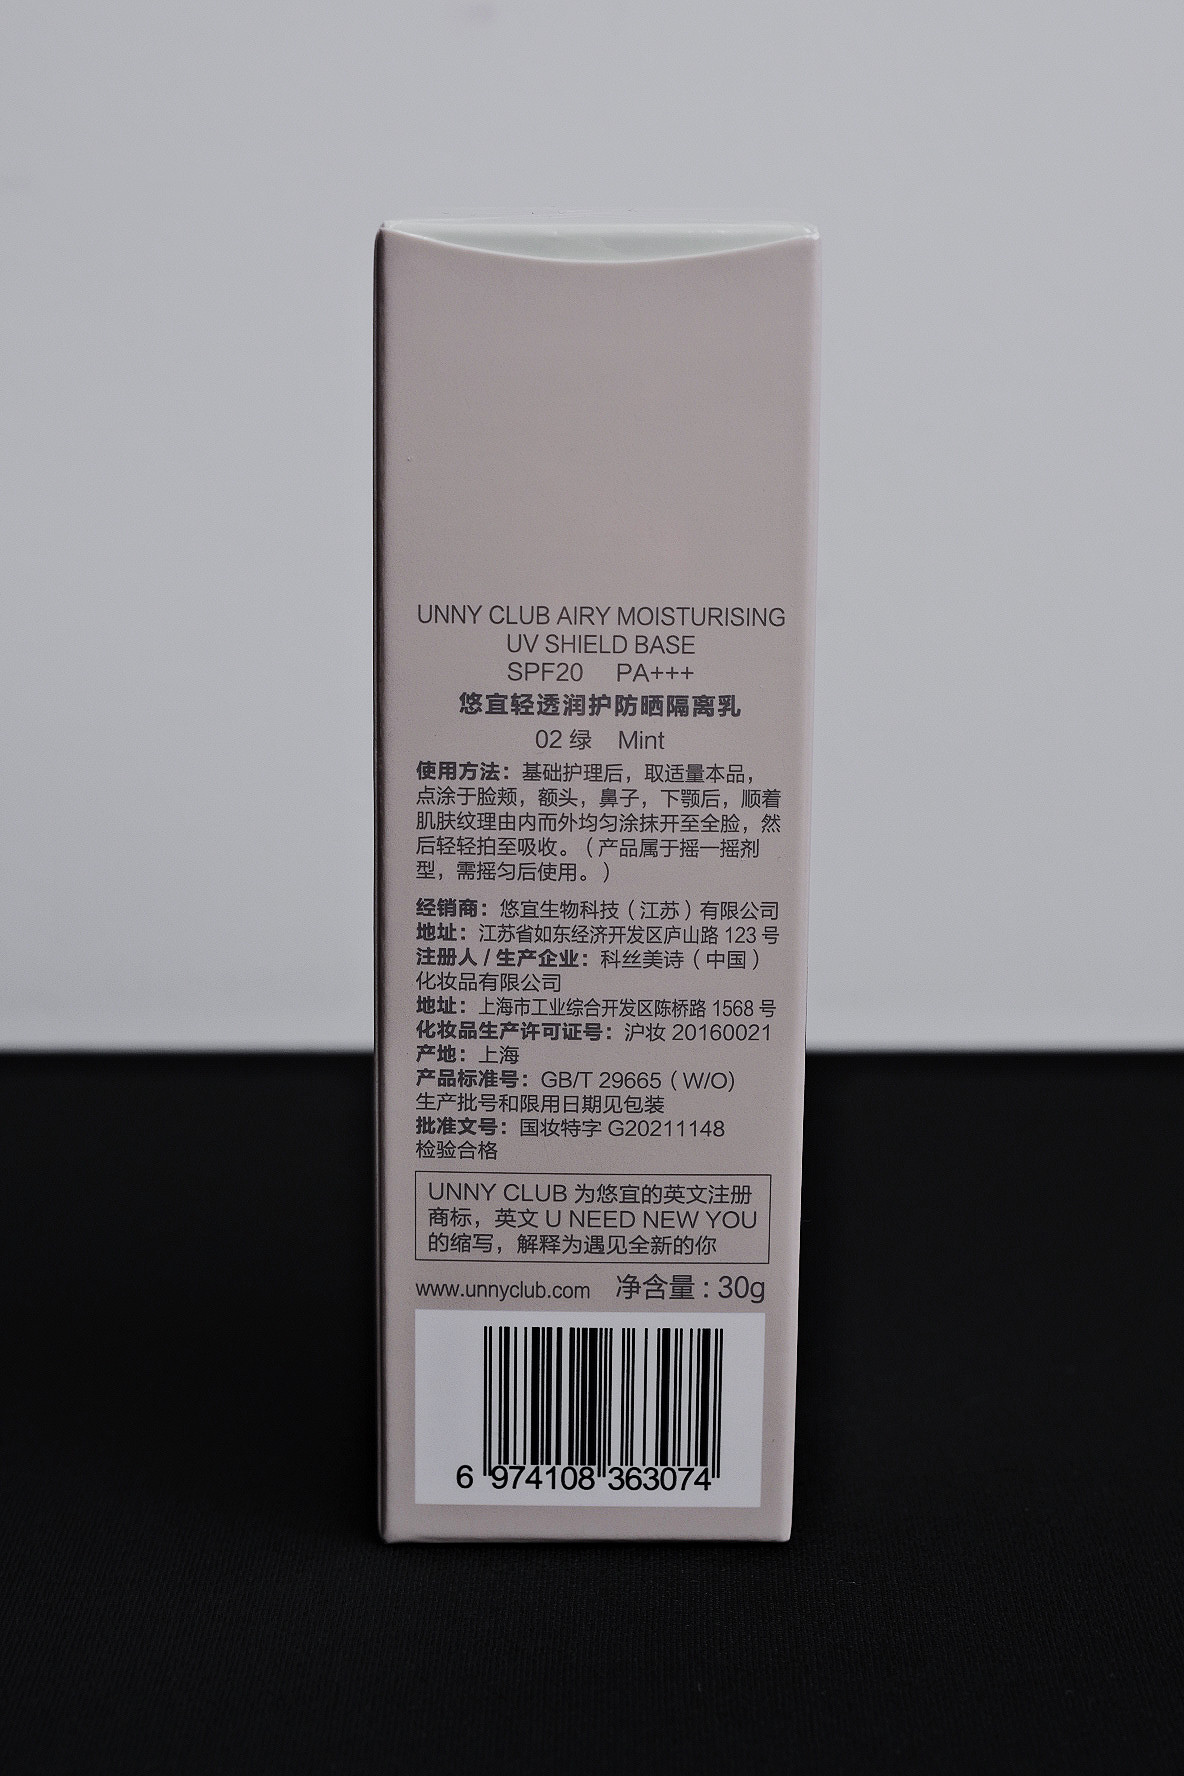 UNNY CLUB AIRY MOISTURISING
UV SHIELD BASE
SPF20 PA+++
悠宜轻透润护防晒隔离乳
02 绿 Mint
使用方法：基础护理后，取适量本品，
点涂于脸颊，额头，鼻子，下颚后，顺着
肌肤纹理由内而外均匀涂抹开至全脸，然
后轻轻拍至吸收。（产品属于摇一摇剂
型，需摇匀后使用。）
经销商：悠宜生物科技（江苏）有限公司
地址：江苏省如东经济开发区庐山路 123 号
注册人 / 生产企业：科丝美诗（中国）
化妆品有限公司
地址：上海市工业综合开发区陈桥路 1568 号
化妆品生产许可证号：沪妆 20160021
产地：上海
产品标准号：GB/T 29665（W/O）
生产批号和限用日期见包装
批准文号：国妆特字 G20211148
检验合格
UNNY CLUB 为悠宜的英文注册
商标，英文 U NEED NEW YOU
的缩写，解释为遇见全新的你
www.unnyclub.com 净含量 : 30g
6 974108 363074